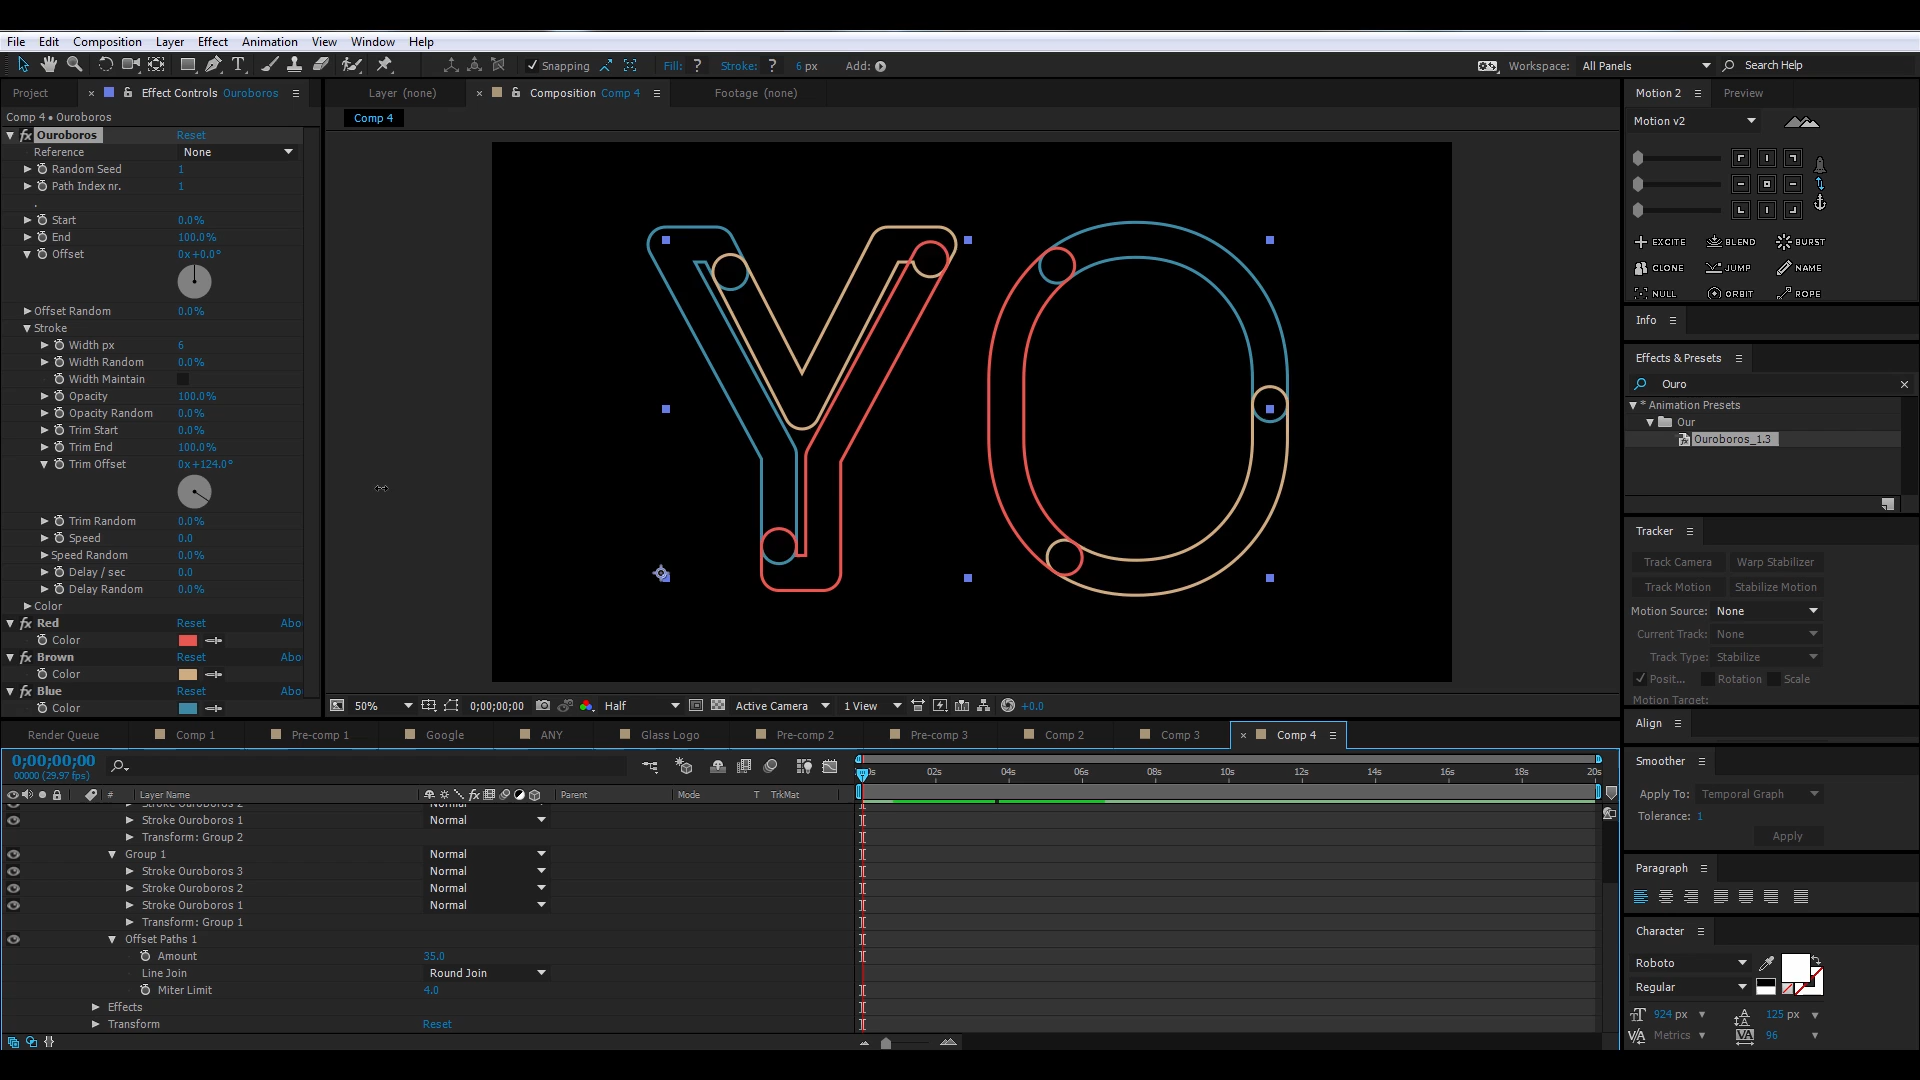 File Edit Composition Layer Effect Animation View Window Help
Snapping Fill: ? Stroke: ? 6 px Add: Workspace: All Panels Search Help
Project × Effect Controls Ouroboros Layer (none) × Composition Comp 4 Footage (none) Motion 2 Preview
Comp 4 • Ouroboros
Comp 4
Motion v2
fx Ouroboros Reset
Reference None
Random Seed 1
Path Index nr. 1
.
Start 0.0%
End 100.0%
Offset 0x+0.0°
Offset Random 0.0%
Stroke
Width px 6
Width Random 0.0%
Width Maintain
Opacity 100.0%
Opacity Random 0.0%
Trim Start 0.0%
Trim End 100.0%
Trim Offset 0x+124.0°
Trim Random 0.0%
Speed 0.0
Speed Random 0.0%
Delay / sec 0.0
Delay Random 0.0%
Color
fx Red Reset Abo
Color
fx Brown Reset Abo
Color
fx Blue Reset Abo
Color
YO
50% 0;00;00;00 Half Active Camera 1 View +0.0
EXCITE BLEND BURST
CLONE JUMP NAME
NULL ORBIT ROPE
Info
Effects & Presets
Ouro ×
* Animation Presets
Our
Ouroboros_1.3
Tracker
Track Camera Warp Stabilizer
Track Motion Stabilize Motion
Motion Source: None
Current Track: None
Track Type: Stabilize
Posit... Rotation Scale
Motion Target:
Align
Smoother
Apply To: Temporal Graph
Tolerance: 1
Apply
Paragraph
Character
Roboto
Regular
924 px 125 px
Metrics 96
Render Queue Comp 1 Pre-comp 1 Google ANY Glass Logo Pre-comp 2 Pre-comp 3 Comp 2 Comp 3 × Comp 4
0;00;00;00
00000 (29.97 fps)
02s 04s 06s 08s 10s 12s 14s 16s 18s 20s
# Layer Name fx Parent Mode T TrkMat
Stroke Ouroboros 2 Normal
Stroke Ouroboros 1 Normal
Transform: Group 2
Group 1 Normal
Stroke Ouroboros 3 Normal
Stroke Ouroboros 2 Normal
Stroke Ouroboros 1 Normal
Transform: Group 1
Offset Paths 1
Amount 35.0
Line Join Round Join
Miter Limit 4.0
Effects
Transform Reset